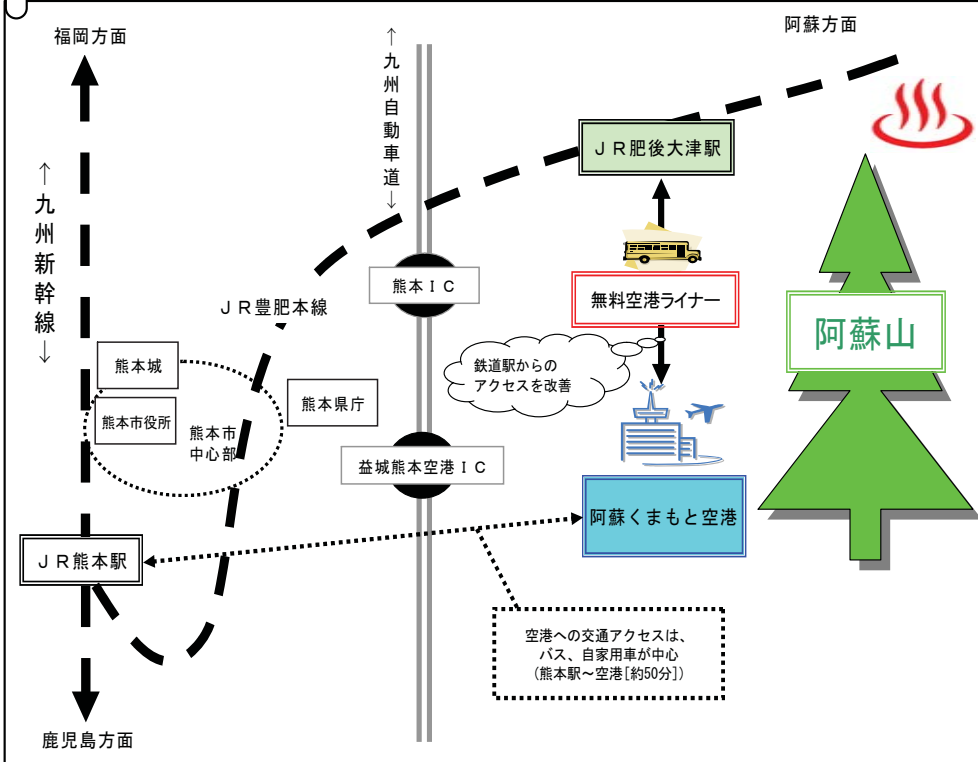 福岡方面
阿蘇方面
↑九州自動車道↓
↑九州新幹線↓
ＪＲ肥後大津駅
熊本ＩＣ
無料空港ライナー
ＪＲ豊肥本線
阿蘇山
鉄道駅からの
アクセスを改善
熊本城
熊本県庁
熊本市役所
熊本市
中心部
益城熊本空港ＩＣ
阿蘇くまもと空港
ＪＲ熊本駅
空港への交通アクセスは、
バス、自家用車が中心
(熊本駅～空港[約50分])
鹿児島方面